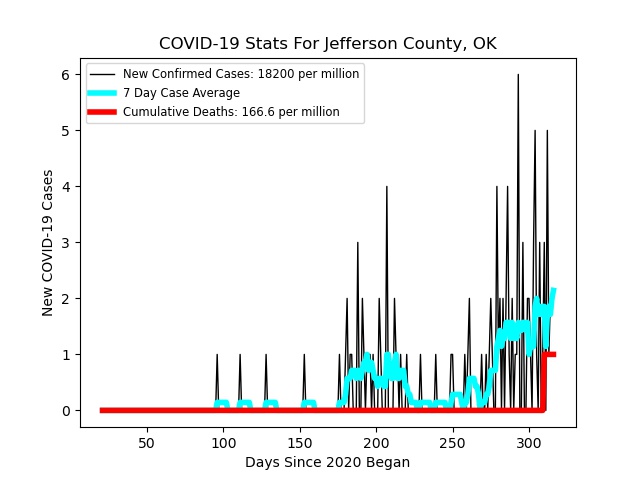 COVID-19 Stats For Jefferson County, OK
New Confirmed Cases: 18200 per million
7 Day Case Average
Cumulative Deaths: 166.6 per million
6
5
4
3
2
1
0
New COVID-19 Cases
50 100 150 200 250 300
Days Since 2020 Began